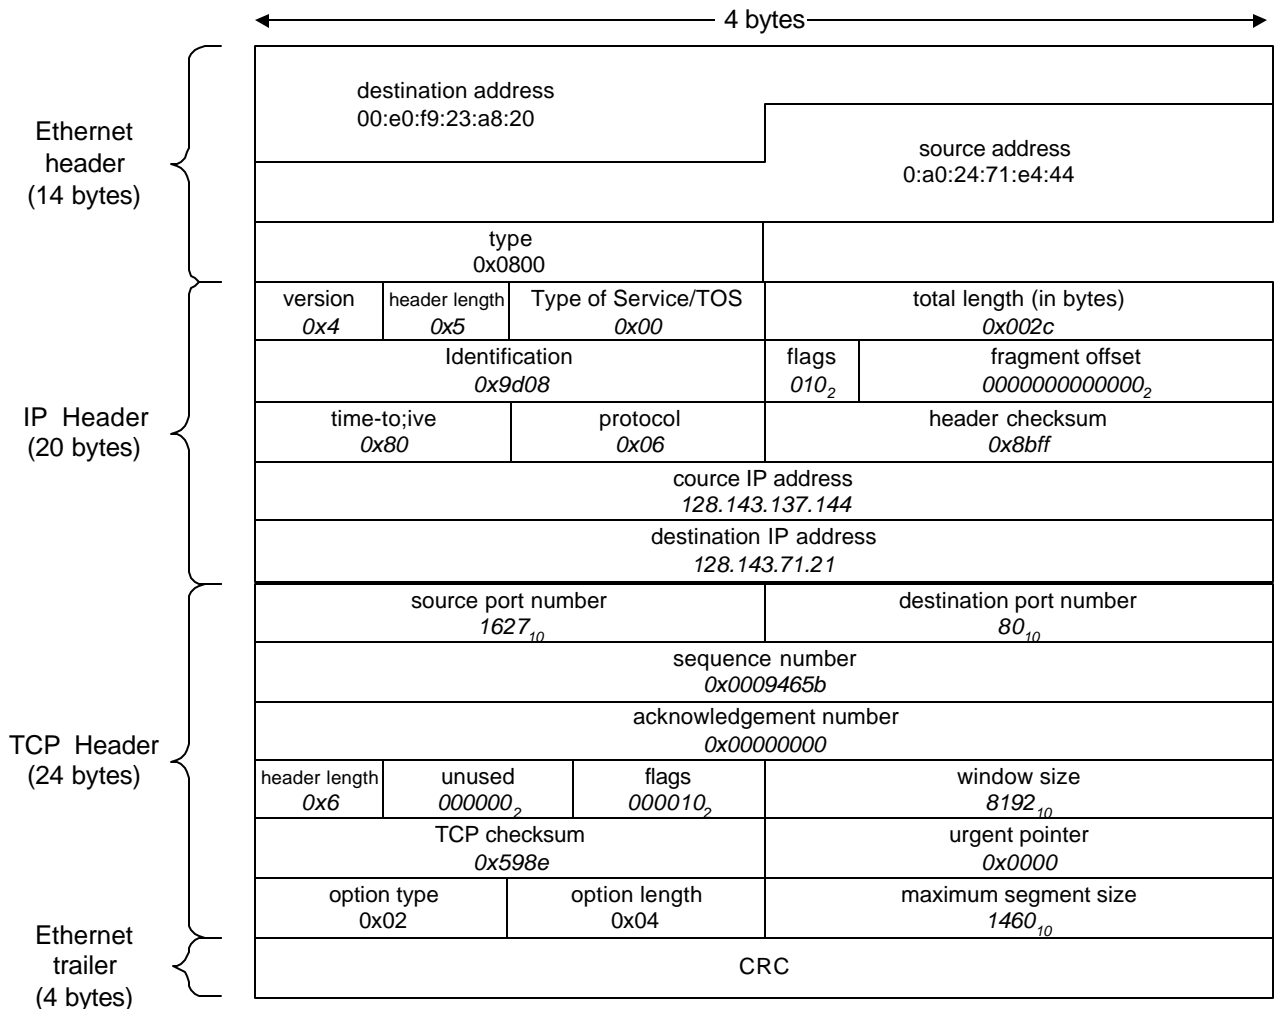 4 bytes
Ethernet
header
(14 bytes)
destination address
00:e0:f9:23:a8:20
source address
0:a0:24:71:e4:44
type
0x0800
IP Header
(20 bytes)
version
0x4
header length
0x5
Type of Service/TOS
0x00
total length (in bytes)
0x002c
Identification
0x9d08
flags
010₂
fragment offset
0000000000000₂
time-to;ive
0x80
protocol
0x06
header checksum
0x8bff
cource IP address
128.143.137.144
destination IP address
128.143.71.21
TCP Header
(24 bytes)
source port number
1627₁₀
destination port number
80₁₀
sequence number
0x0009465b
acknowledgement number
0x00000000
header length
0x6
unused
000000₂
flags
000010₂
window size
8192₁₀
TCP checksum
0x598e
urgent pointer
0x0000
option type
0x02
option length
0x04
maximum segment size
1460₁₀
Ethernet
trailer
(4 bytes)
CRC